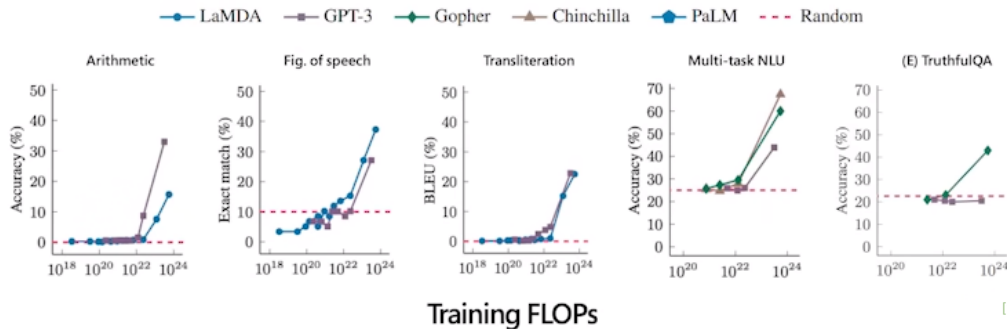 LaMDA GPT-3 Gopher Chinchilla PaLM Random
Arithmetic
Fig. of speech
Transliteration
Multi-task NLU
(E) TruthfulQA
Accuracy (%)
50
40
30
20
10
0
10^18 10^20 10^22 10^24
Exact match (%)
50
40
30
20
10
0
10^18 10^20 10^22 10^24
BLEU (%)
50
40
30
20
10
0
10^18 10^20 10^22 10^24
Accuracy (%)
70
60
50
40
30
20
10
0
10^20 10^22 10^24
Accuracy (%)
70
60
50
40
30
20
10
0
10^20 10^22 10^24
Training FLOPs